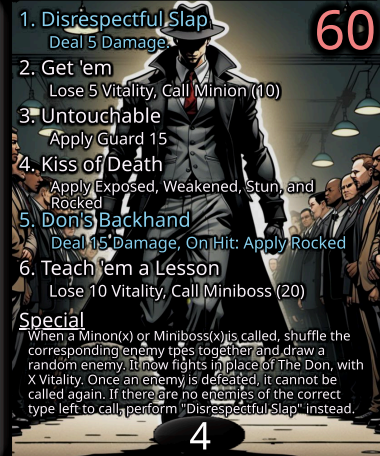 60
1. Disrespectful Slap
Deal 5 Damage.
2. Get 'em
Lose 5 Vitality, Call Minion (10)
3. Untouchable
Apply Guard 15
4. Kiss of Death
Apply Exposed, Weakened, Stun, and
Rocked
5. Don's Backhand
Deal 15 Damage, On Hit: Apply Rocked
6. Teach 'em a Lesson
Lose 10 Vitality, Call Miniboss (20)
Special
When a Minon(x) or Miniboss(x) is called, shuffle the
corresponding enemy tpes together and draw a
random enemy. It now fights in place of The Don, with
X Vitality. Once an enemy is defeated, it cannot be
called again. If there are no enemies of the correct
type left to call, perform "Disrespectful Slap" instead.
4